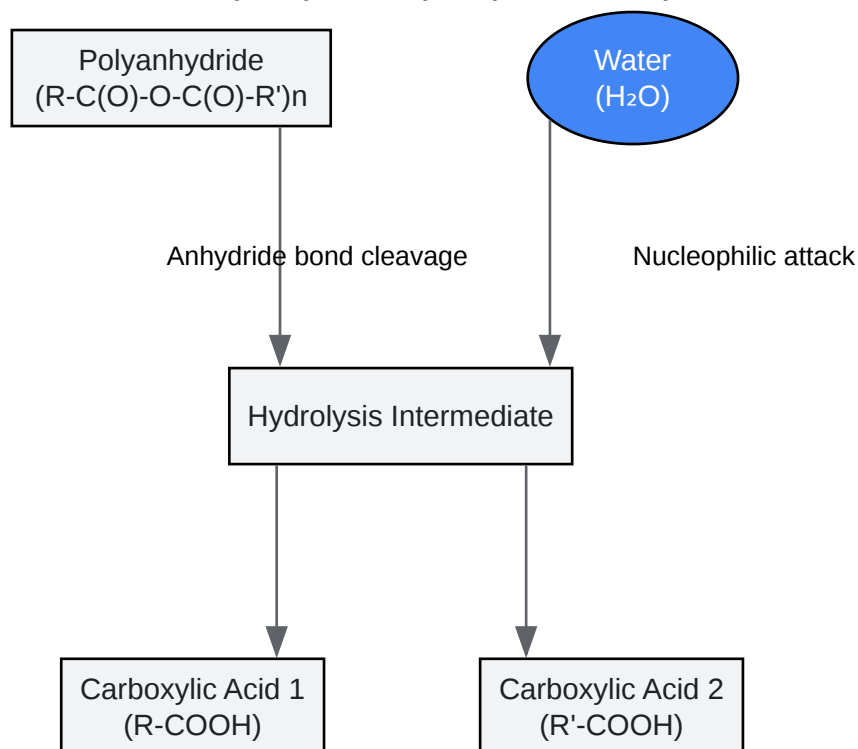 Polyanhydride
(R-C(O)-O-C(O)-R')n
Water
(H₂O)
Anhydride bond cleavage
Nucleophilic attack
Hydrolysis Intermediate
Carboxylic Acid 1
(R-COOH)
Carboxylic Acid 2
(R'-COOH)